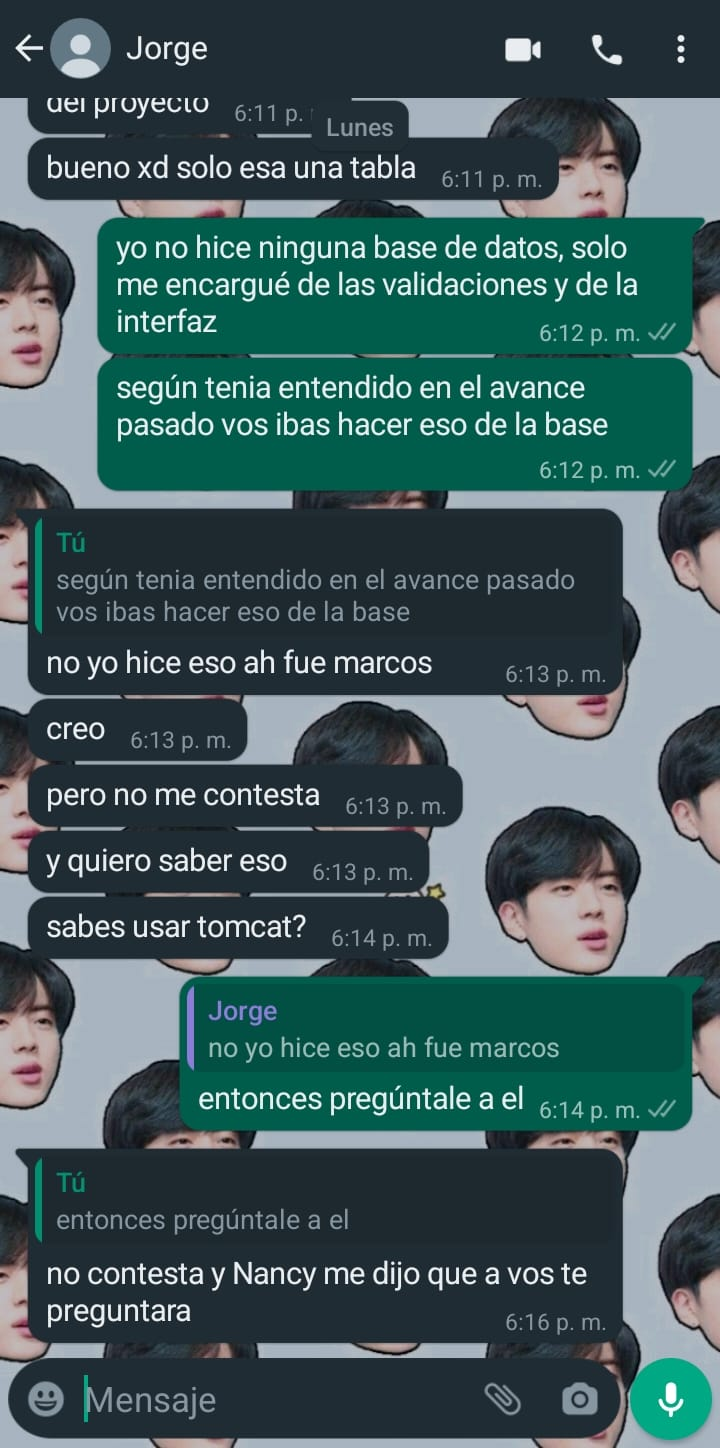 Jorge
del proyecto 6:11 p.
Lunes
bueno xd solo esa una tabla 6:11 p. m.
yo no hice ninguna base de datos, solo
me encargué de las validaciones y de la
interfaz 6:12 p. m.
según tenia entendido en el avance
pasado vos ibas hacer eso de la base
6:12 p. m.
Tú
según tenia entendido en el avance pasado
vos ibas hacer eso de la base
no yo hice eso ah fue marcos 6:13 p. m.
creo 6:13 p. m.
pero no me contesta 6:13 p. m.
y quiero saber eso 6:13 p. m.
sabes usar tomcat? 6:14 p. m.
Jorge
no yo hice eso ah fue marcos
entonces pregúntale a el 6:14 p. m.
Tú
entonces pregúntale a el
no contesta y Nancy me dijo que a vos te
preguntara 6:16 p. m.
Mensaje